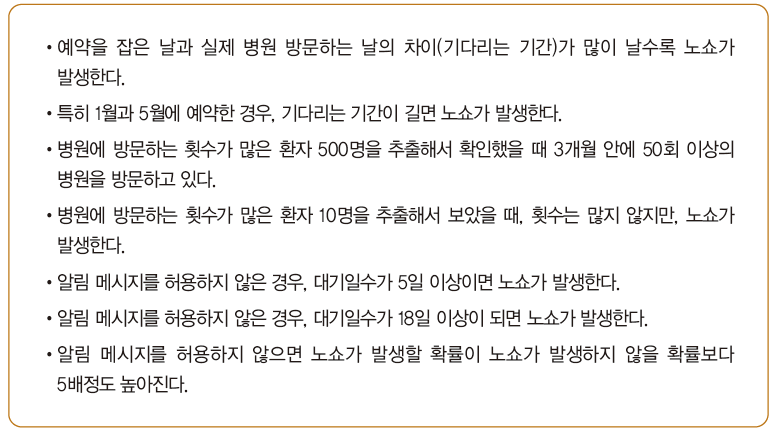 • 예약을 잡은 날과 실제 병원 방문하는 날의 차이(기다리는 기간)가 많이 날수록 노쇼가
발생한다.
• 특히 1월과 5월에 예약한 경우, 기다리는 기간이 길면 노쇼가 발생한다.
• 병원에 방문하는 횟수가 많은 환자 500명을 추출해서 확인했을 때 3개월 안에 50회 이상의
병원을 방문하고 있다.
• 병원에 방문하는 횟수가 많은 환자 10명을 추출해서 보았을 때, 횟수는 많지 않지만, 노쇼가
발생한다.
• 알림 메시지를 허용하지 않은 경우, 대기일수가 5일 이상이면 노쇼가 발생한다.
• 알림 메시지를 허용하지 않은 경우, 대기일수가 18일 이상이 되면 노쇼가 발생한다.
• 알림 메시지를 허용하지 않으면 노쇼가 발생할 확률이 노쇼가 발생하지 않을 확률보다
5배정도 높아진다.